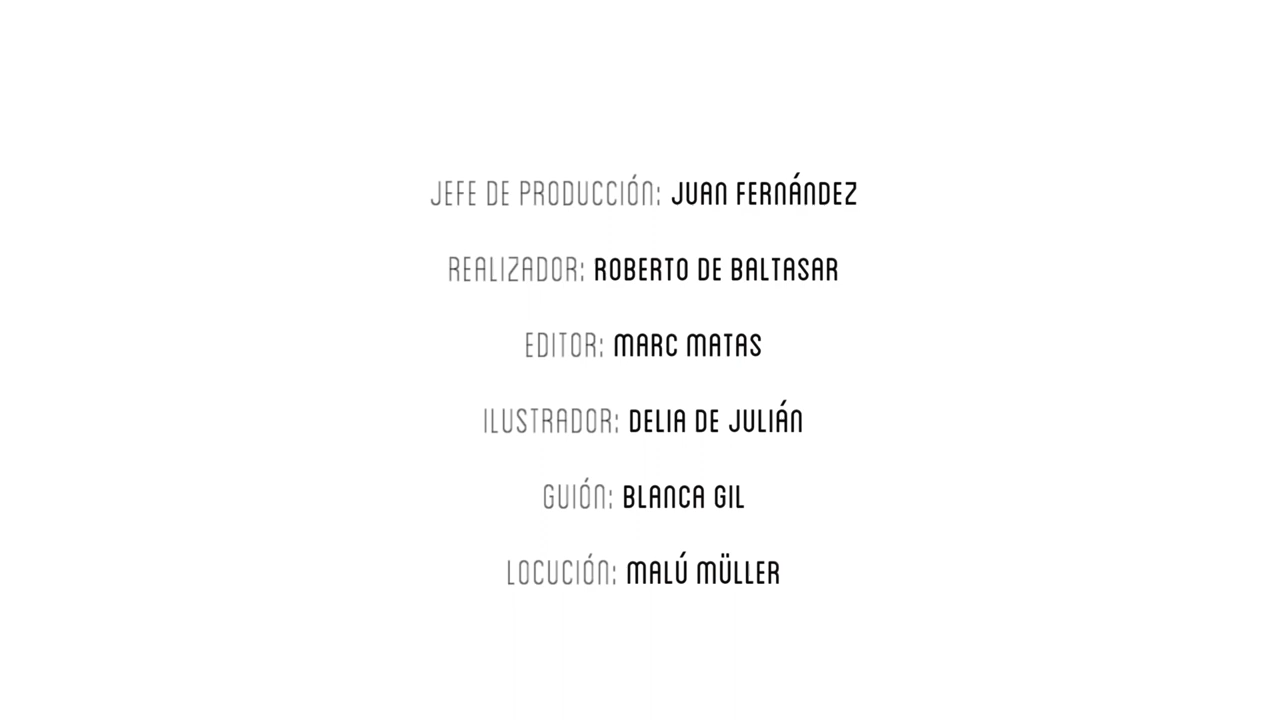 JEFE DE PRODUCCIÓN: JUAN FERNÁNDEZ
REALIZADOR: ROBERTO DE BALTASAR
EDITOR: MARC MATAS
ILUSTRADOR: DELIA DE JULIÁN
GUIÓN: BLANCA GIL
LOCUCIÓN: MALÚ MÜLLER